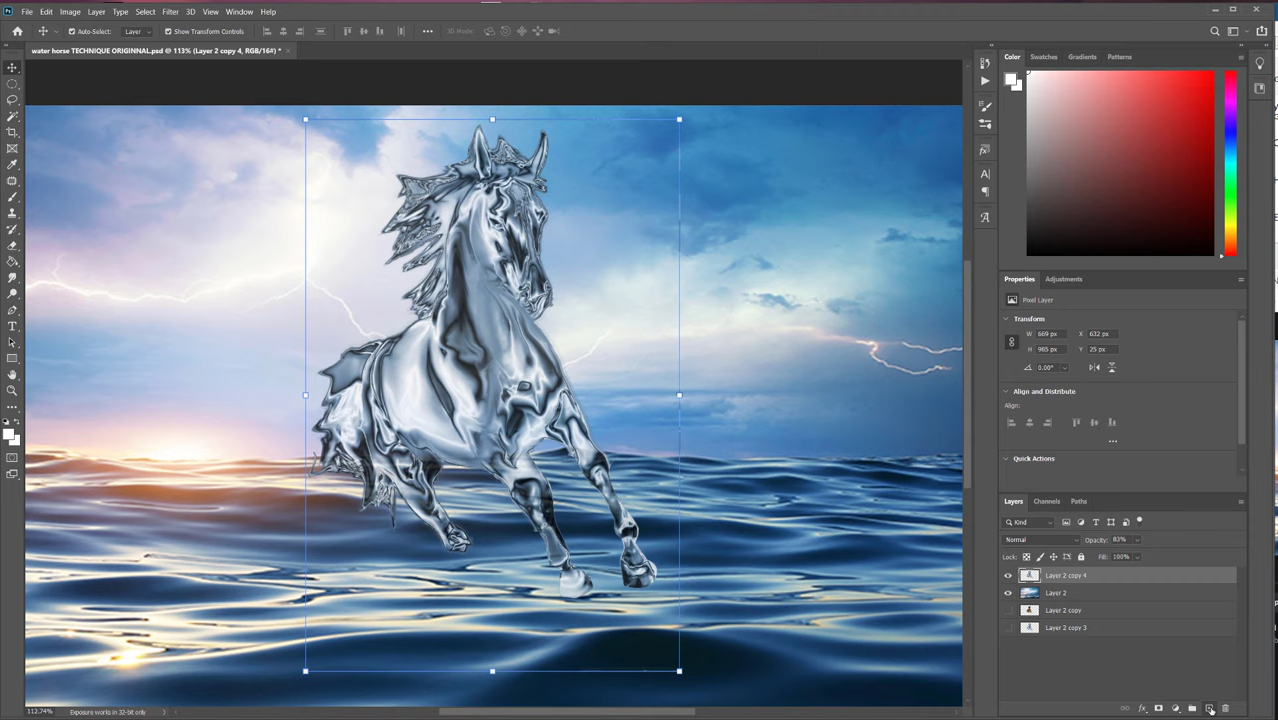 Ps File Edit Image Layer Type Select Filter 3D View Window Help
Auto-Select: Layer Show Transform Controls 3D Mode:
water horse TECHNIQUE ORIGINNAL.psd @ 113% (Layer 2 copy 4, RGB/16#) * ×
Color Swatches Gradients Patterns
Properties Adjustments
Pixel Layer
Transform
W 669 px X 632 px
H 985 px Y 25 px
0.00°
Align and Distribute
Align:
Quick Actions
Layers Channels Paths
Kind
Normal Opacity: 83%
Lock: Fill: 100%
Layer 2 copy 4
Layer 2
Layer 2 copy
Layer 2 copy 3
fx
112.74% Exposure works in 32-bit only